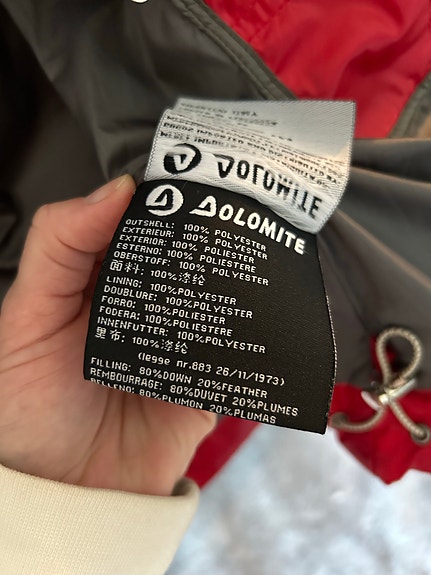 DOLOMITE
DOLOMITE
OUTSHELL: 100% POLYESTER
EXTERIEUR: 100% POLYESTER
EXTERIOR: 100% POLIESTER
ESTERNO: 100% POLIESTERE
OBERSTOFF: 100% POLYESTER
面料: 100%涤纶
LINING: 100%POLYESTER
DOUBLURE: 100%POLYESTER
FORRO: 100%POLIESTER
FODERA: 100%POLIESTERE
INNENFUTTER: 100%POLYESTER
里布: 100%涤纶
(legge nr.883 26/11/1973)
FILLING: 80%DOWN 20%FEATHER
REMBOURRAGE: 80%DUVET 20%PLUMES
RELLENO: 80%PLUMON 20%PLUMAS